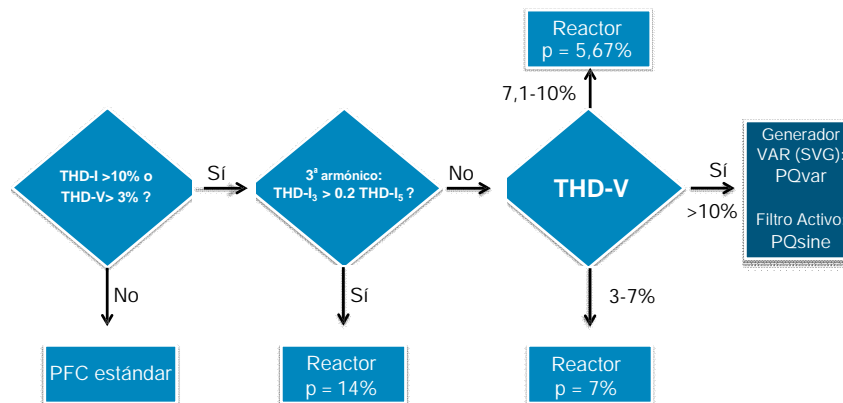 Reactor
p = 5,67%
7,1-10%
THD-I >10% o
THD-V> 3% ?
Sí
3ª armónico:
THD-I₃ > 0.2 THD-I₅ ?
No
THD-V
Sí
>10%
Generador
VAR (SVG):
PQvar
Filtro Activo:
PQsine
No
Sí
3-7%
PFC estándar
Reactor
p = 14%
Reactor
p = 7%